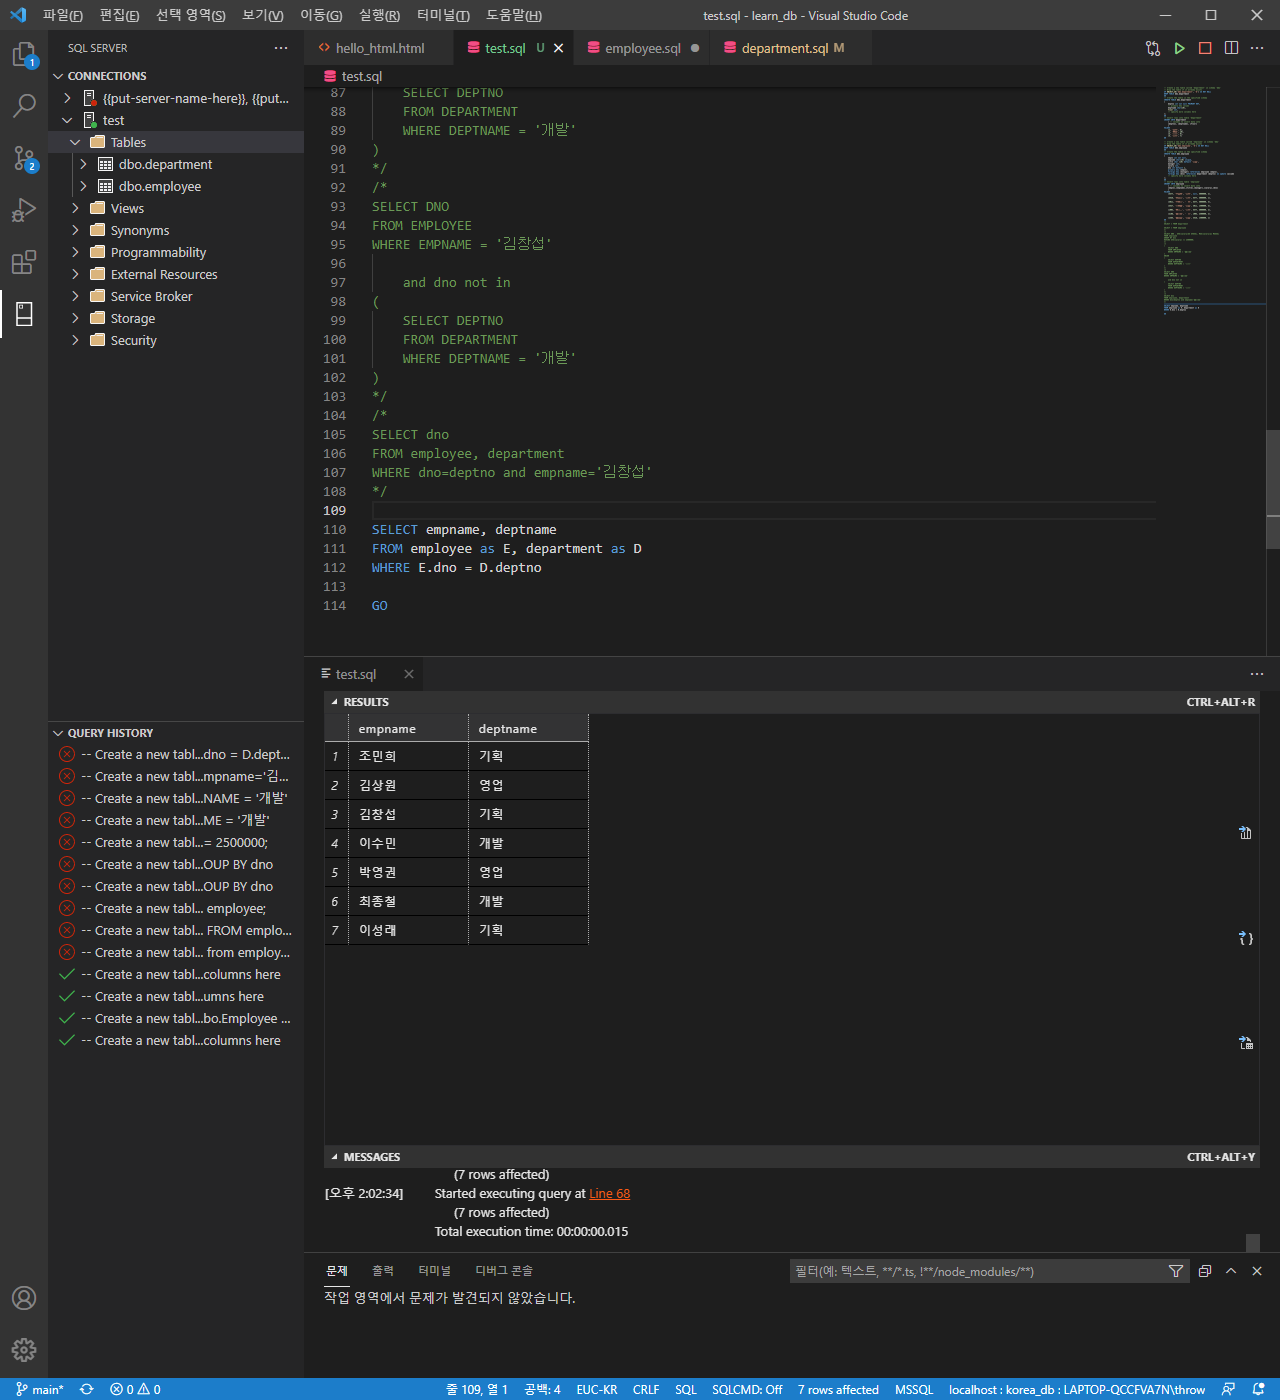 파일(F) 편집(E) 선택 영역(S) 보기(V) 이동(G) 실행(R) 터미널(T) 도움말(H) test.sql - learn_db - Visual Studio Code
SQL SERVER
CONNECTIONS
{{put-server-name-here}}, {{put...
test
Tables
dbo.department
dbo.employee
Views
Synonyms
Programmability
External Resources
Service Broker
Storage
Security
QUERY HISTORY
-- Create a new tabl...dno = D.dept...
-- Create a new tabl...mpname='김...
-- Create a new tabl...NAME = '개발'
-- Create a new tabl...ME = '개발'
-- Create a new tabl...= 2500000;
-- Create a new tabl...OUP BY dno
-- Create a new tabl...OUP BY dno
-- Create a new tabl... employee;
-- Create a new tabl... FROM emplo...
-- Create a new tabl... from employ...
-- Create a new tabl...columns here
-- Create a new tabl...umns here
-- Create a new tabl...bo.Employee ...
-- Create a new tabl...columns here
1
2
hello_html.html test.sql U employee.sql department.sql M
test.sql
87 SELECT DEPTNO
88 FROM DEPARTMENT
89 WHERE DEPTNAME = '개발'
90 )
91 */
92 /*
93 SELECT DNO
94 FROM EMPLOYEE
95 WHERE EMPNAME = '김창섭'
96
97 and dno not in
98 (
99 SELECT DEPTNO
100 FROM DEPARTMENT
101 WHERE DEPTNAME = '개발'
102 )
103 */
104 /*
105 SELECT dno
106 FROM employee, department
107 WHERE dno=deptno and empname='김창섭'
108 */
109
110 SELECT empname, deptname
111 FROM employee as E, department as D
112 WHERE E.dno = D.deptno
113
114 GO
test.sql
RESULTS CTRL+ALT+R
empname deptname
1 조민희 기획
2 김상원 영업
3 김창섭 기획
4 이수민 개발
5 박영권 영업
6 최종철 개발
7 이성래 기획
MESSAGES CTRL+ALT+Y
(7 rows affected)
[오후 2:02:34] Started executing query at Line 68
(7 rows affected)
Total execution time: 00:00:00.015
문제 출력 터미널 디버그 콘솔 필터(예: 텍스트, **/*.ts, !**/node_modules/**)
작업 영역에서 문제가 발견되지 않았습니다.
main* 0 0 줄 109, 열 1 공백: 4 EUC-KR CRLF SQL SQLCMD: Off 7 rows affected MSSQL localhost : korea_db : LAPTOP-QCCFVA7N\throw